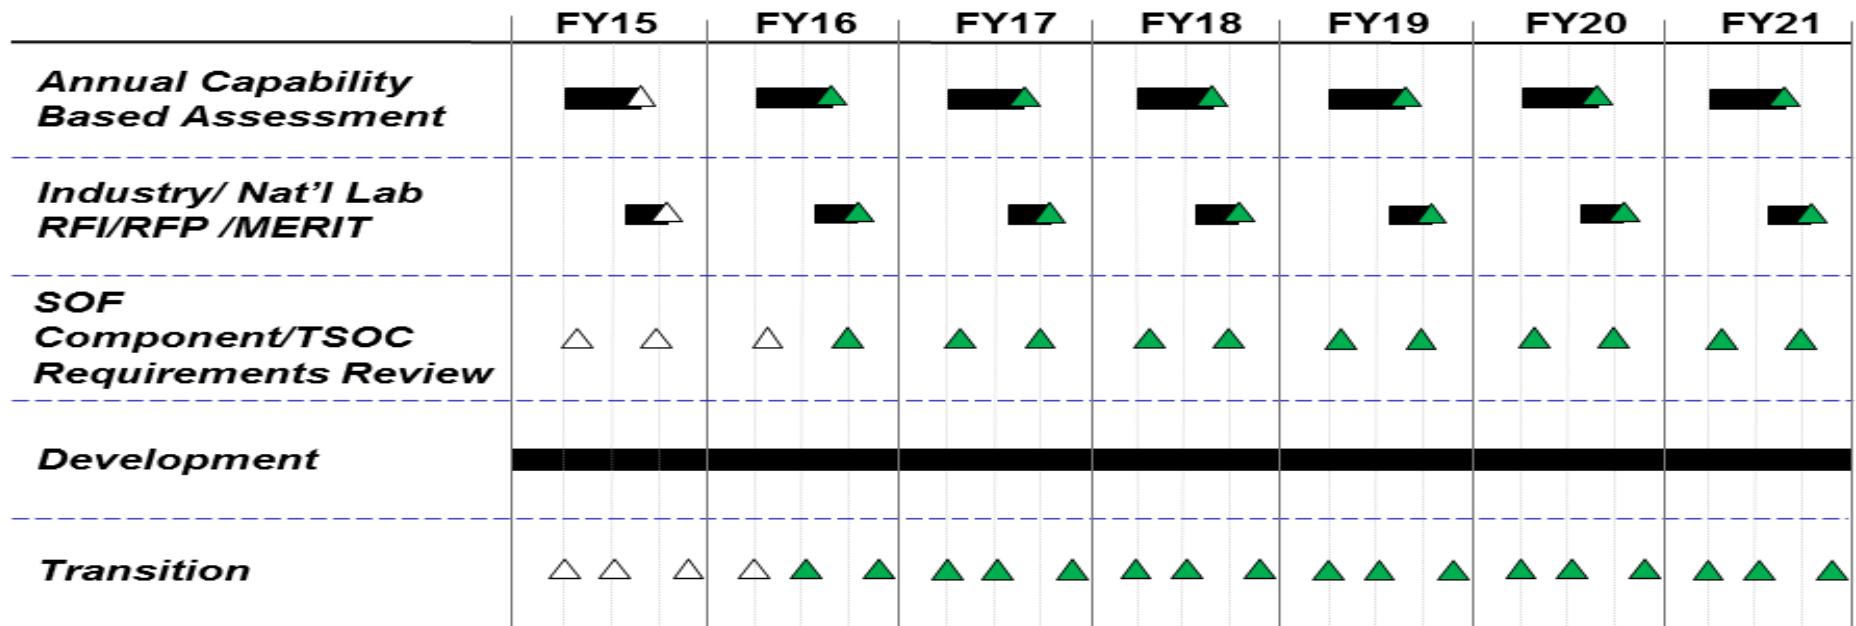 FY15 FY16 FY17 FY18 FY19 FY20 FY21
Annual Capability
Based Assessment
Industry/ Nat'l Lab
RFI/RFP /MERIT
SOF
Component/TSOC
Requirements Review
Development
Transition